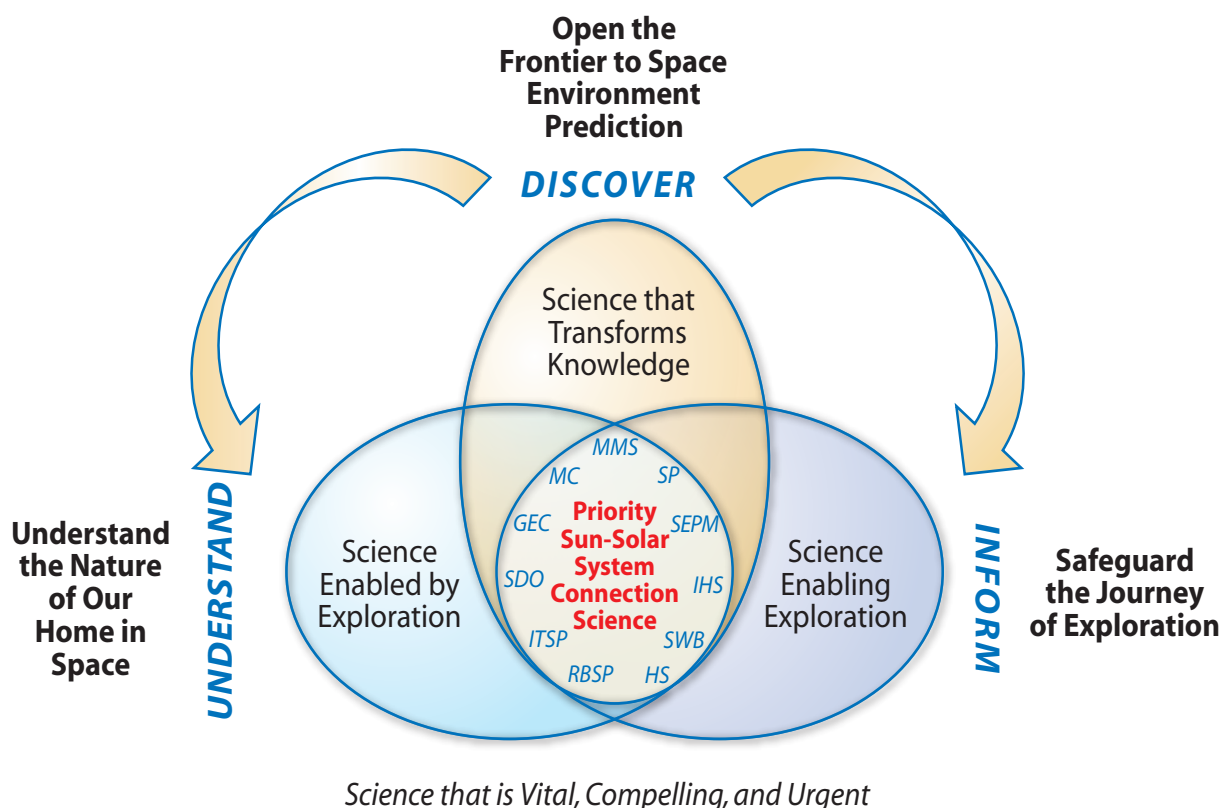 Open the
Frontier to Space
Environment
Prediction
DISCOVER
Science that
Transforms
Knowledge
Understand
the Nature
of Our
Home in
Space
UNDERSTAND
Science
Enabled by
Exploration
MMS
MC
SP
GEC
SEPM
SDO
IHS
ITSP
SWB
RBSP
HS
Priority
Sun-Solar
System
Connection
Science
Science
Enabling
Exploration
INFORM
Safeguard
the Journey
of Exploration
Science that is Vital, Compelling, and Urgent